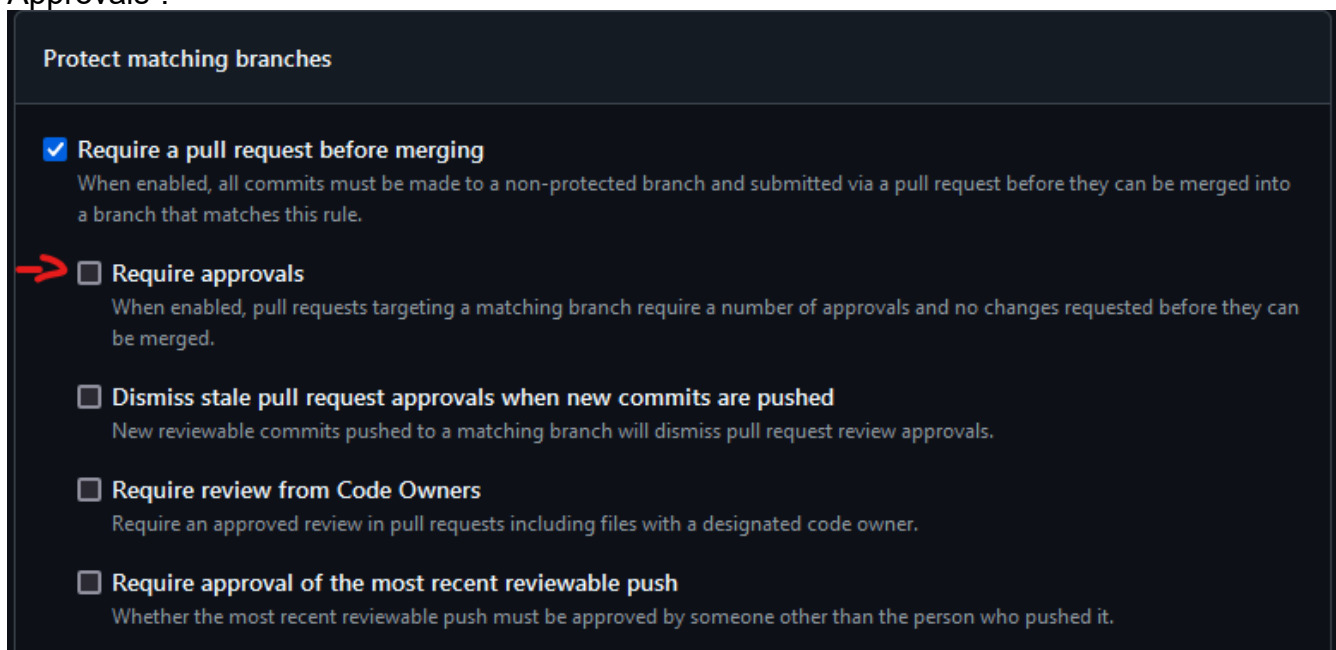 Approvals".
Protect matching branches
Require a pull request before merging
When enabled, all commits must be made to a non-protected branch and submitted via a pull request before they can be merged into
a branch that matches this rule.
Require approvals
When enabled, pull requests targeting a matching branch require a number of approvals and no changes requested before they can
be merged.
Dismiss stale pull request approvals when new commits are pushed
New reviewable commits pushed to a matching branch will dismiss pull request review approvals.
Require review from Code Owners
Require an approved review in pull requests including files with a designated code owner.
Require approval of the most recent reviewable push
Whether the most recent reviewable push must be approved by someone other than the person who pushed it.